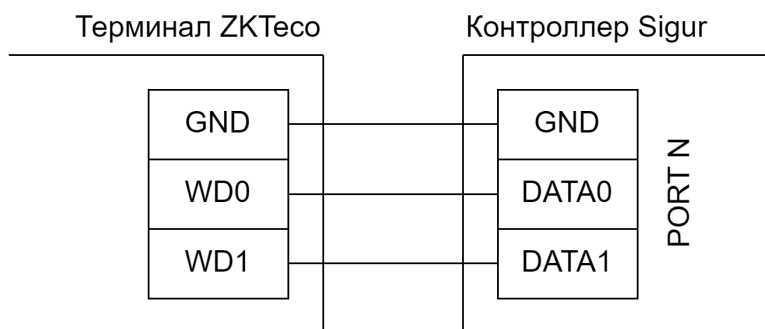 Терминал ZKTeco
Контроллер Sigur
GND
GND
WD0
DATA0
WD1
DATA1
PORT N